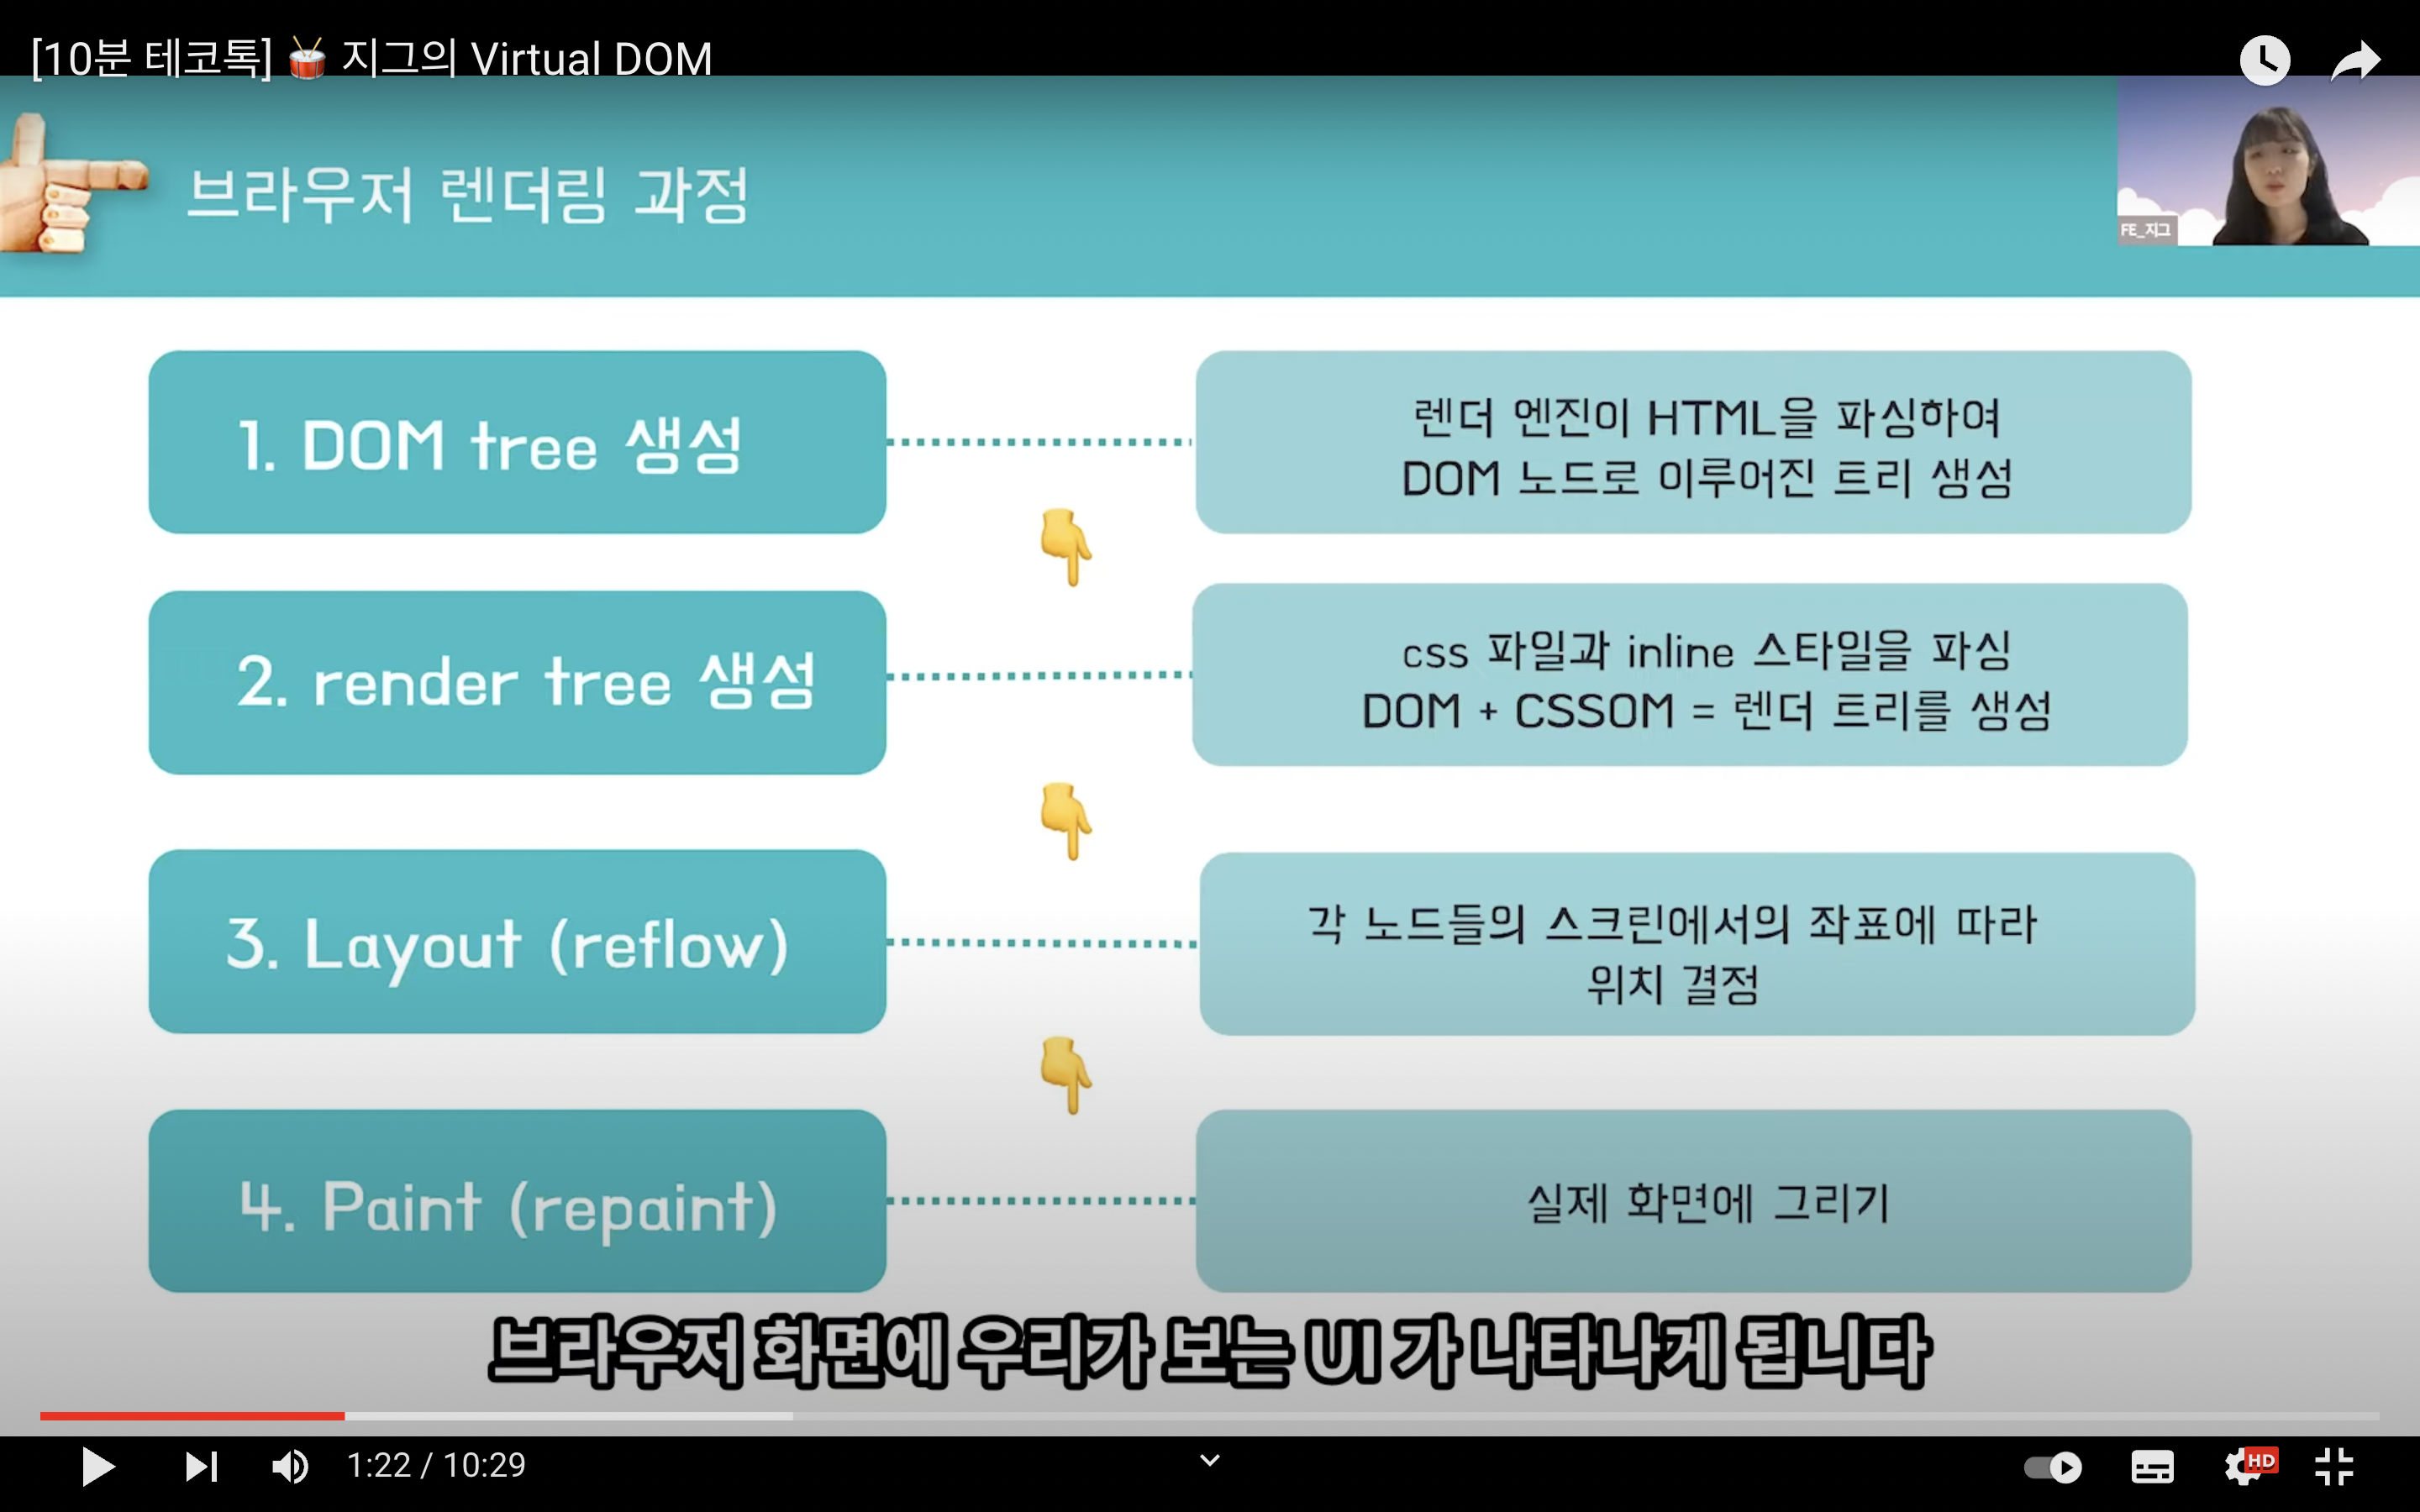 [10분 테코톡] 🥁 지그의 Virtual DOM
브라우저 렌더링 과정
FE_지그
1. DOM tree 생성
렌더 엔진이 HTML을 파싱하여
DOM 노드로 이루어진 트리 생성
2. render tree 생성
css 파일과 inline 스타일을 파싱
DOM + CSSOM = 렌더 트리를 생성
3. Layout (reflow)
각 노드들의 스크린에서의 좌표에 따라
위치 결정
4. Paint (repaint)
실제 화면에 그리기
브라우저 화면에 우리가 보는 UI 가 나타나게 됩니다
1:22 / 10:29
HD